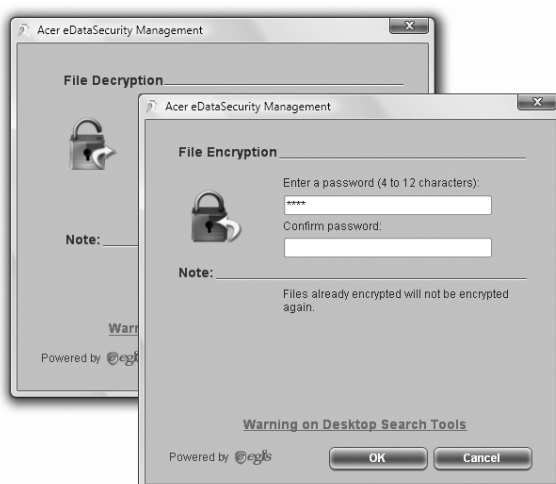 Acer eDataSecurity Management
File Decryption
Note:
Powered by egis
Acer eDataSecurity Management
File Encryption
Enter a password (4 to 12 characters):
****
Confirm password:
Note:
Files already encrypted will not be encrypted
again.
Warning on Desktop Search Tools
Powered by egis
OK
Cancel